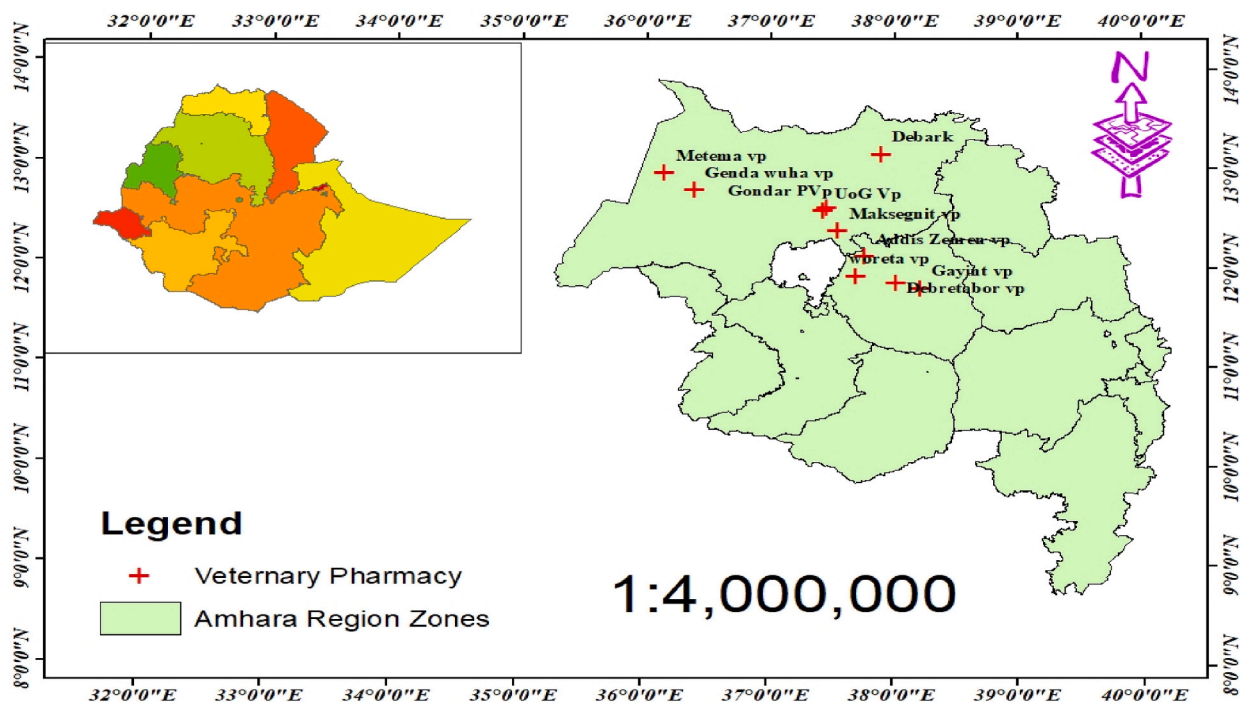 32°0'0"E 33°0'0"E 34°0'0"E 35°0'0"E 36°0'0"E 37°0'0"E 38°0'0"E 39°0'0"E 40°0'0"E
14°0'0"N
13°0'0"N
12°0'0"N
11°0'0"N
10°0'0"N
9°0'0"N
8°0'0"N
N
Debark
Metema vp
Genda wuha vp
Gondar PVp
UoG Vp
Maksegnit vp
Addis Zemen vp
woreta vp
Gayint vp
Debretabor vp
Legend
Veternary Pharmacy
Amhara Region Zones
1:4,000,000
14°0'0"N
13°0'0"N
12°0'0"N
11°0'0"N
10°0'0"N
9°0'0"N
8°0'0"N
32°0'0"E 33°0'0"E 34°0'0"E 35°0'0"E 36°0'0"E 37°0'0"E 38°0'0"E 39°0'0"E 40°0'0"E